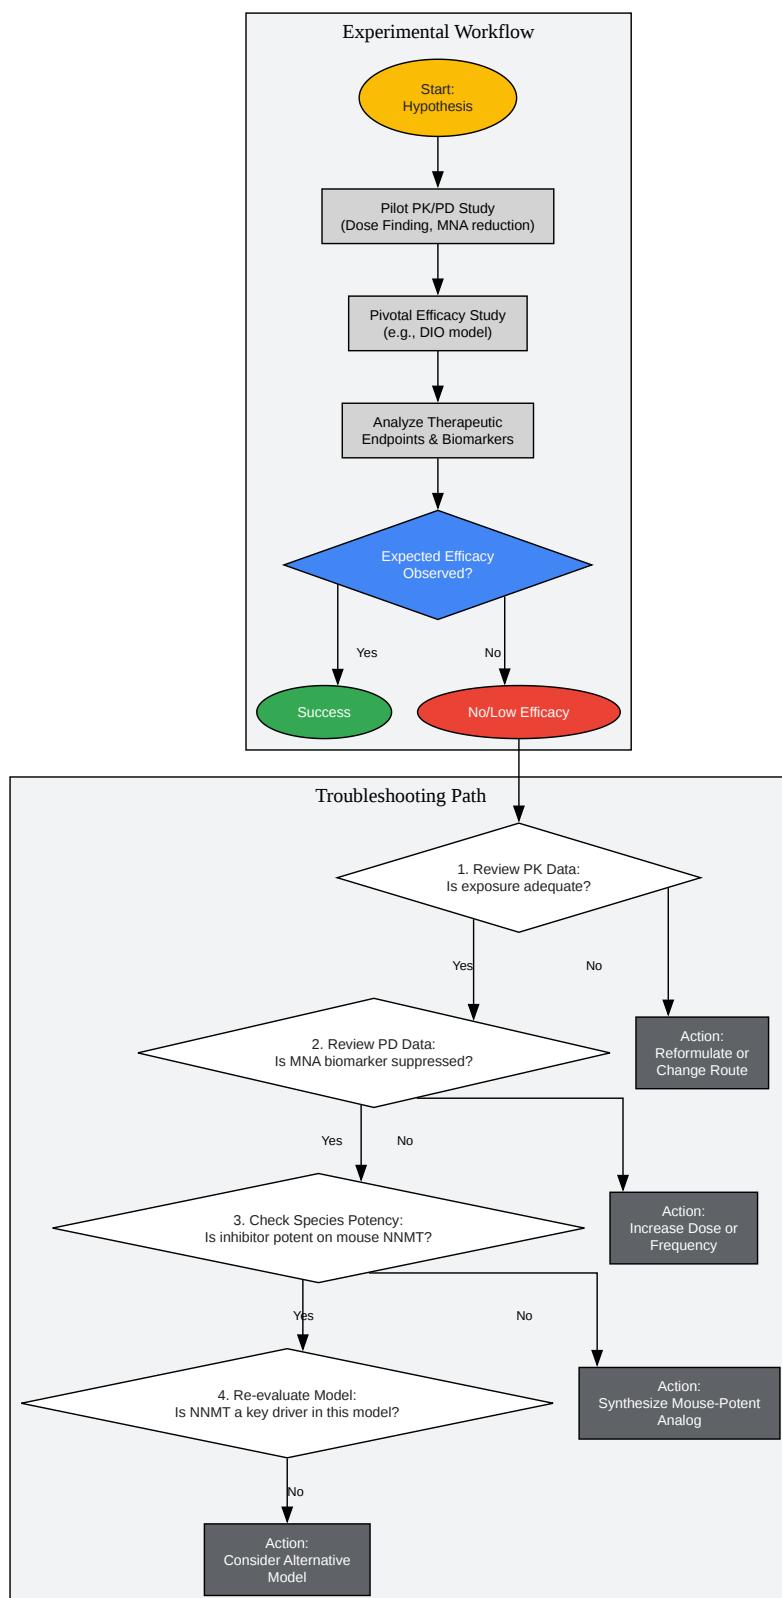 Experimental Workflow
Start:
Hypothesis
Pilot PK/PD Study
(Dose Finding, MNA reduction)
Pivotal Efficacy Study
(e.g., DIO model)
Analyze Therapeutic
Endpoints & Biomarkers
Expected Efficacy
Observed?
Yes
No
Success
No/Low Efficacy
Troubleshooting Path
1. Review PK Data:
Is exposure adequate?
Yes
No
2. Review PD Data:
Is MNA biomarker suppressed?
Action:
Reformulate or
Change Route
Yes
No
3. Check Species Potency:
Is inhibitor potent on mouse NNMT?
Action:
Increase Dose or
Frequency
Yes
No
4. Re-evaluate Model:
Is NNMT a key driver in this model?
Action:
Synthesize Mouse-Potent
Analog
No
Action:
Consider Alternative
Model